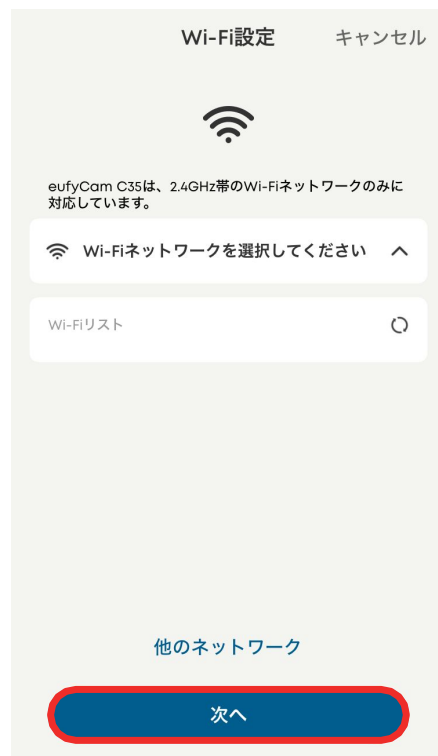 Wi-Fi設定
キャンセル
eufyCam C35は、2.4GHz帯のWi-Fiネットワークのみに
対応しています。
Wi-Fiネットワークを選択してください
Wi-Fiリスト
他のネットワーク
次へ